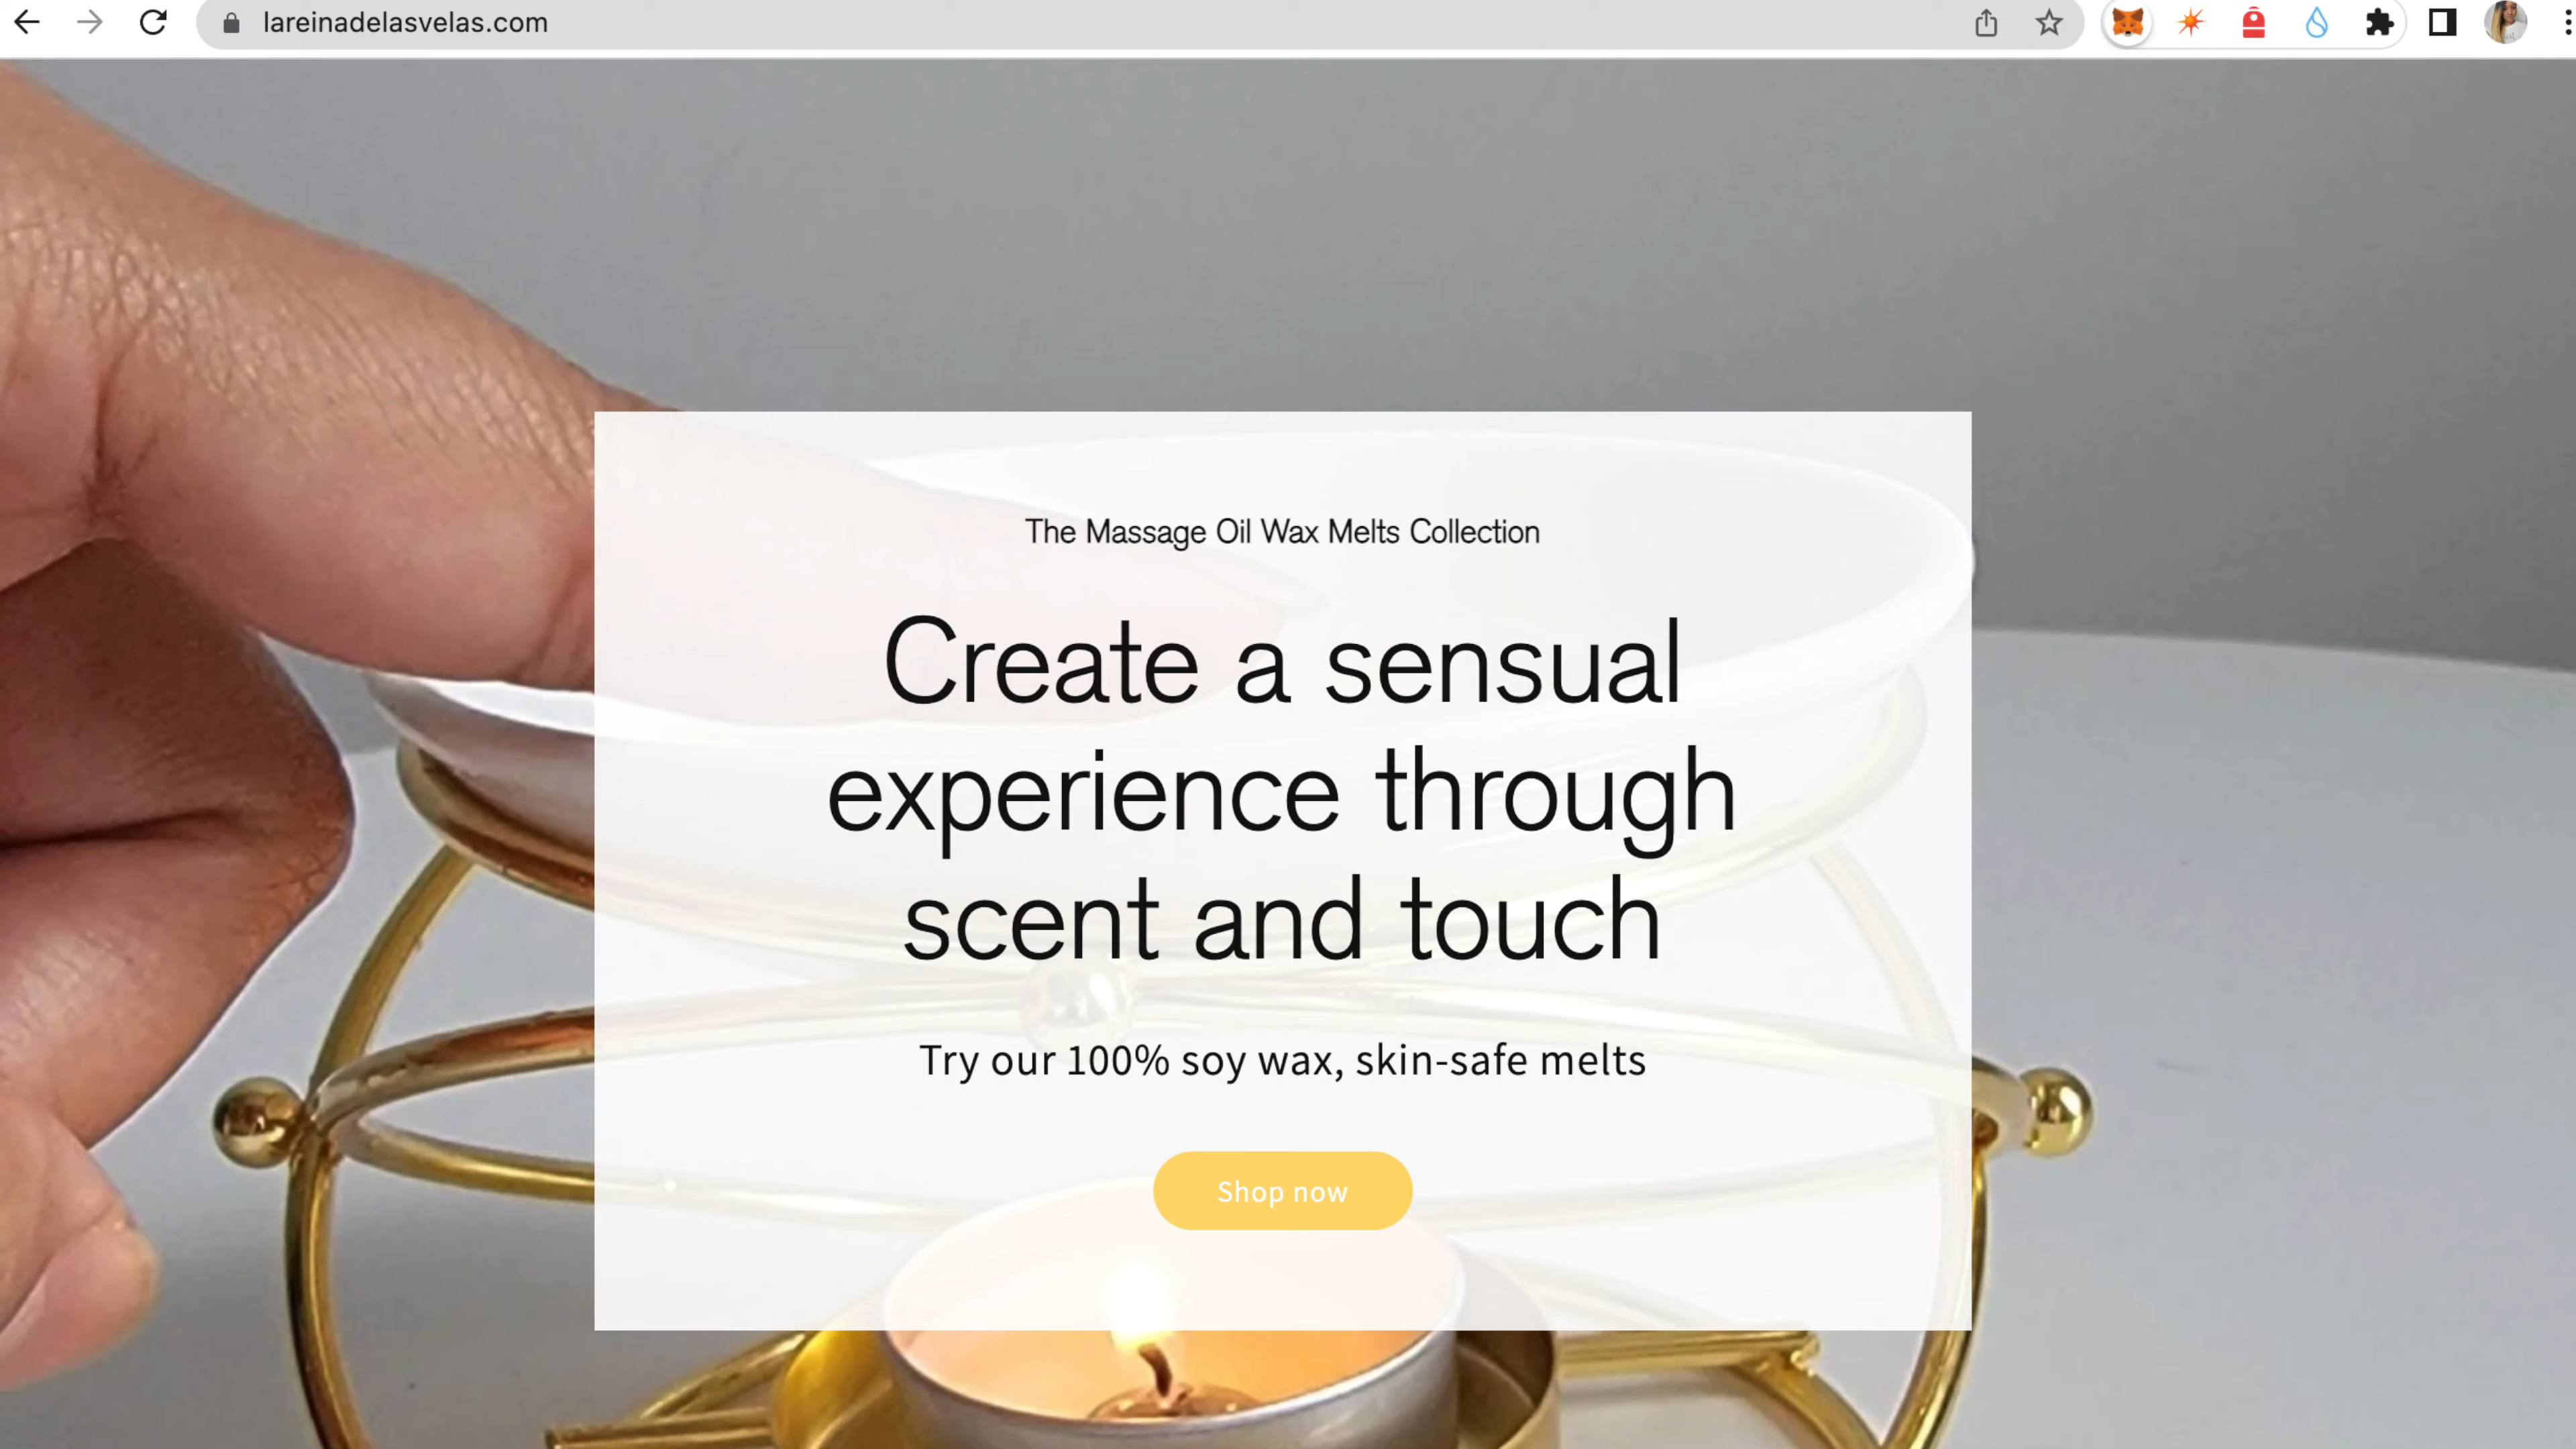 lareinadelasvelas.com
The Massage Oil Wax Melts Collection
Create a sensual
experience through
scent and touch
Try our 100% soy wax, skin-safe melts
Shop now